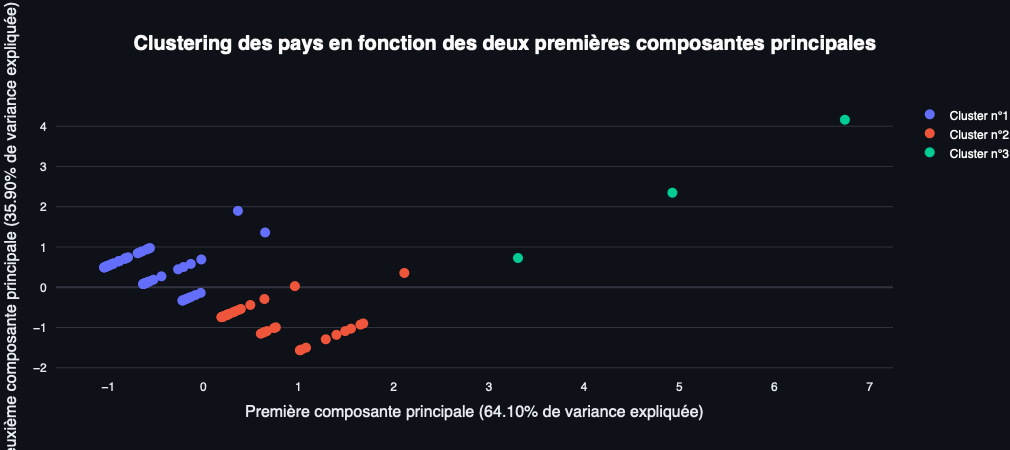 Clustering des pays en fonction des deux premières composantes principales
euxième composante principale (35.90% de variance expliquée)
4
3
2
1
0
−1
−2
−1
0
1
2
3
4
5
6
7
Première composante principale (64.10% de variance expliquée)
Cluster n°1
Cluster n°2
Cluster n°3